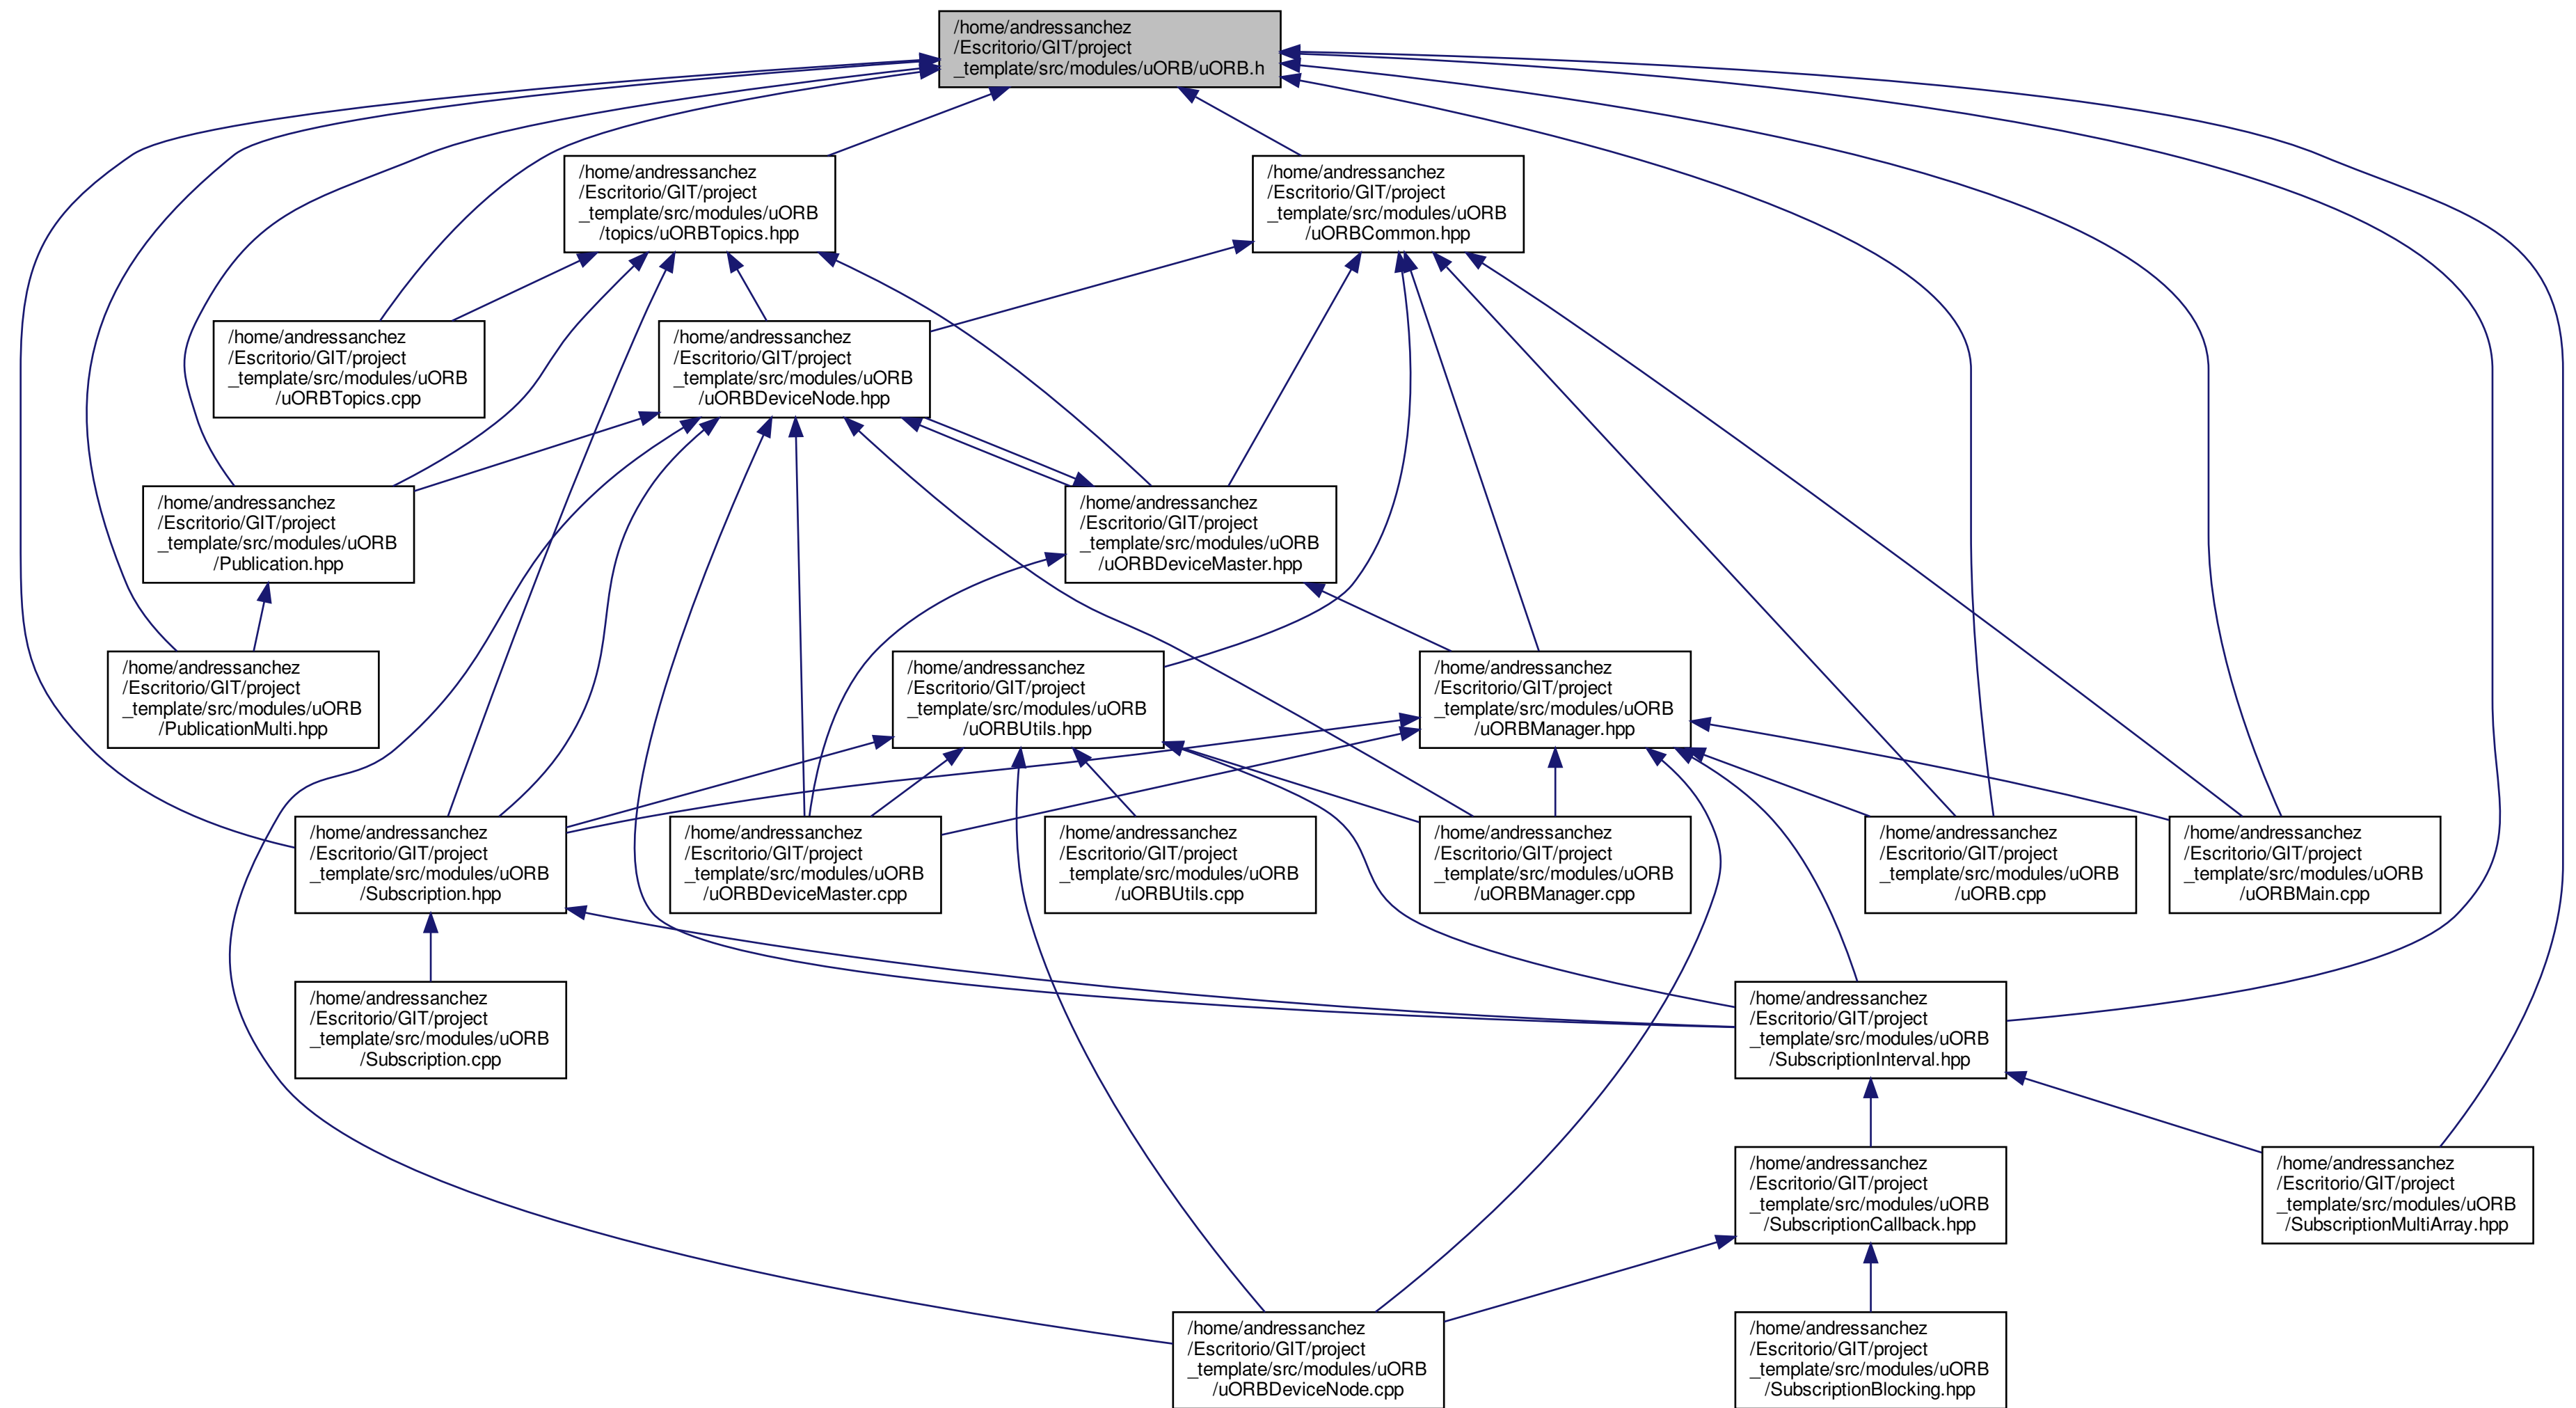 /home/andressanchez
/Escritorio/GIT/project
_template/src/modules/uORB/uORB.h
/home/andressanchez
/Escritorio/GIT/project
_template/src/modules/uORB
/topics/uORBTopics.hpp
/home/andressanchez
/Escritorio/GIT/project
_template/src/modules/uORB
/uORBCommon.hpp
/home/andressanchez
/Escritorio/GIT/project
_template/src/modules/uORB
/uORBTopics.cpp
/home/andressanchez
/Escritorio/GIT/project
_template/src/modules/uORB
/uORBDeviceNode.hpp
/home/andressanchez
/Escritorio/GIT/project
_template/src/modules/uORB
/Publication.hpp
/home/andressanchez
/Escritorio/GIT/project
_template/src/modules/uORB
/uORBDeviceMaster.hpp
/home/andressanchez
/Escritorio/GIT/project
_template/src/modules/uORB
/PublicationMulti.hpp
/home/andressanchez
/Escritorio/GIT/project
_template/src/modules/uORB
/uORBUtils.hpp
/home/andressanchez
/Escritorio/GIT/project
_template/src/modules/uORB
/uORBManager.hpp
/home/andressanchez
/Escritorio/GIT/project
_template/src/modules/uORB
/Subscription.hpp
/home/andressanchez
/Escritorio/GIT/project
_template/src/modules/uORB
/uORBDeviceMaster.cpp
/home/andressanchez
/Escritorio/GIT/project
_template/src/modules/uORB
/uORBUtils.cpp
/home/andressanchez
/Escritorio/GIT/project
_template/src/modules/uORB
/uORBManager.cpp
/home/andressanchez
/Escritorio/GIT/project
_template/src/modules/uORB
/uORB.cpp
/home/andressanchez
/Escritorio/GIT/project
_template/src/modules/uORB
/uORBMain.cpp
/home/andressanchez
/Escritorio/GIT/project
_template/src/modules/uORB
/Subscription.cpp
/home/andressanchez
/Escritorio/GIT/project
_template/src/modules/uORB
/SubscriptionInterval.hpp
/home/andressanchez
/Escritorio/GIT/project
_template/src/modules/uORB
/SubscriptionCallback.hpp
/home/andressanchez
/Escritorio/GIT/project
_template/src/modules/uORB
/SubscriptionMultiArray.hpp
/home/andressanchez
/Escritorio/GIT/project
_template/src/modules/uORB
/uORBDeviceNode.cpp
/home/andressanchez
/Escritorio/GIT/project
_template/src/modules/uORB
/SubscriptionBlocking.hpp